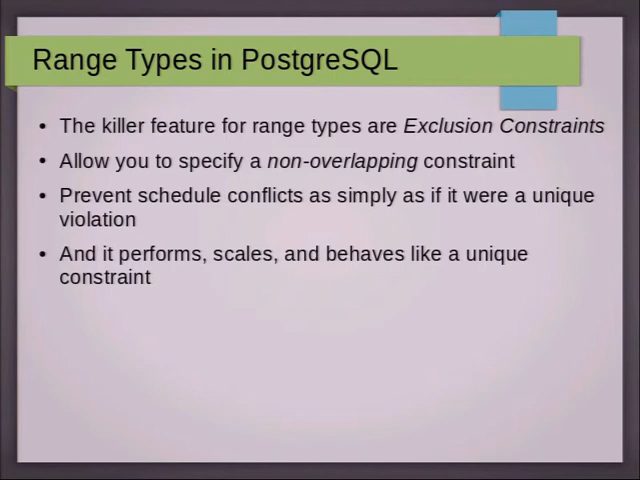 Range Types in PostgreSQL
• The killer feature for range types are Exclusion Constraints
• Allow you to specify a non-overlapping constraint
• Prevent schedule conflicts as simply as if it were a unique
violation
• And it performs, scales, and behaves like a unique
constraint